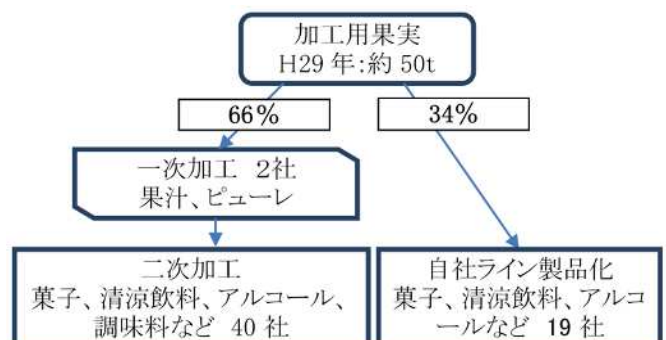 加工用果実
H29 年:約 50t
66%
34%
一次加工 2社
果汁、ピューレ
二次加工
菓子、清涼飲料、アルコール、
調味料など 40 社
自社ライン製品化
菓子、清涼飲料、アルコ
ールなど 19 社